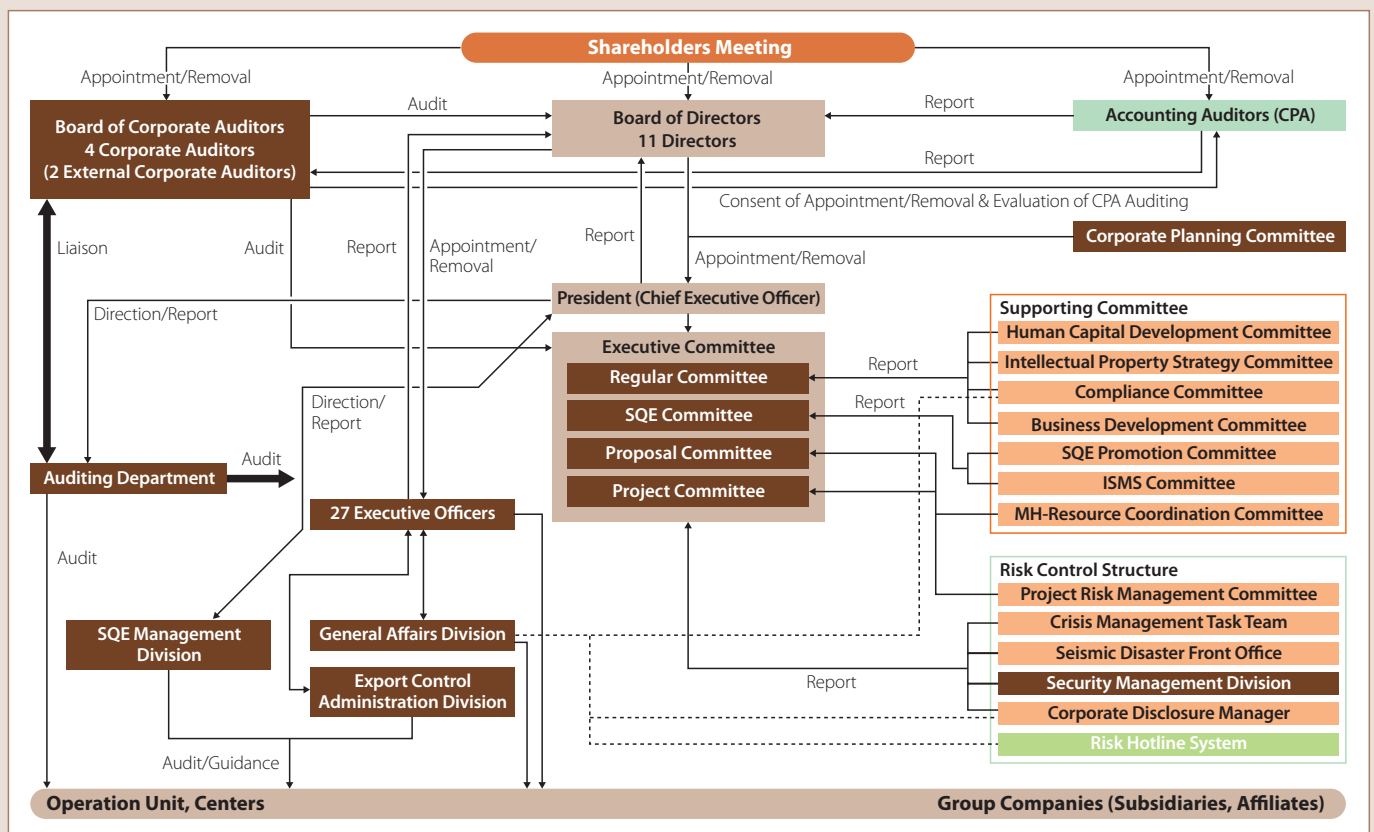 Shareholders Meeting
Appointment/Removal
Appointment/Removal
Appointment/Removal
Board of Corporate Auditors
4 Corporate Auditors
(2 External Corporate Auditors)
Audit
Board of Directors
11 Directors
Report
Accounting Auditors (CPA)
Report
Consent of Appointment/Removal & Evaluation of CPA Auditing
Liaison
Audit
Report
Appointment/
Removal
Report
Appointment/Removal
Corporate Planning Committee
President (Chief Executive Officer)
Direction/Report
Executive Committee
Regular Committee
SQE Committee
Proposal Committee
Project Committee
Report
Report
Supporting Committee
Human Capital Development Committee
Intellectual Property Strategy Committee
Compliance Committee
Business Development Committee
SQE Promotion Committee
ISMS Committee
MH-Resource Coordination Committee
Direction/
Report
Auditing Department
Audit
27 Executive Officers
Audit
Risk Control Structure
Project Risk Management Committee
Crisis Management Task Team
Seismic Disaster Front Office
Security Management Division
Corporate Disclosure Manager
Risk Hotline System
Report
SQE Management
Division
General Affairs Division
Export Control
Administration Division
Audit/Guidance
Operation Unit, Centers
Group Companies (Subsidiaries, Affiliates)